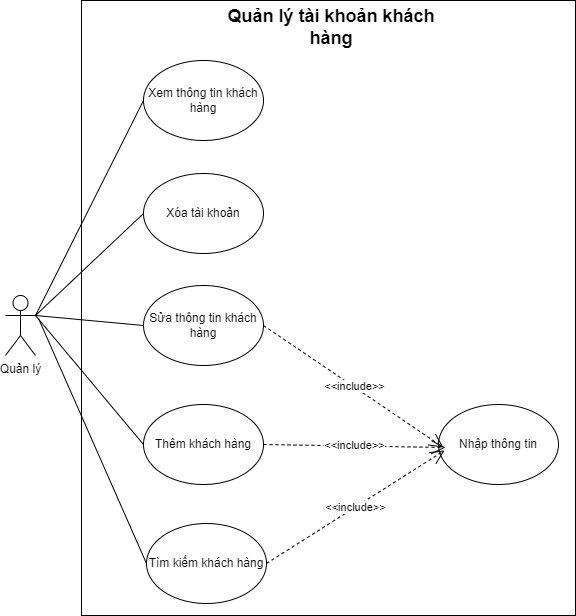 Quản lý tài khoản khách
hàng
Xem thông tin khách
hàng
Xóa tài khoản
Sửa thông tin khách
hàng
Quản lý
<<include>>
Thêm khách hàng
<<include>>
Nhập thông tin
<<include>>
Tìm kiếm khách hàng